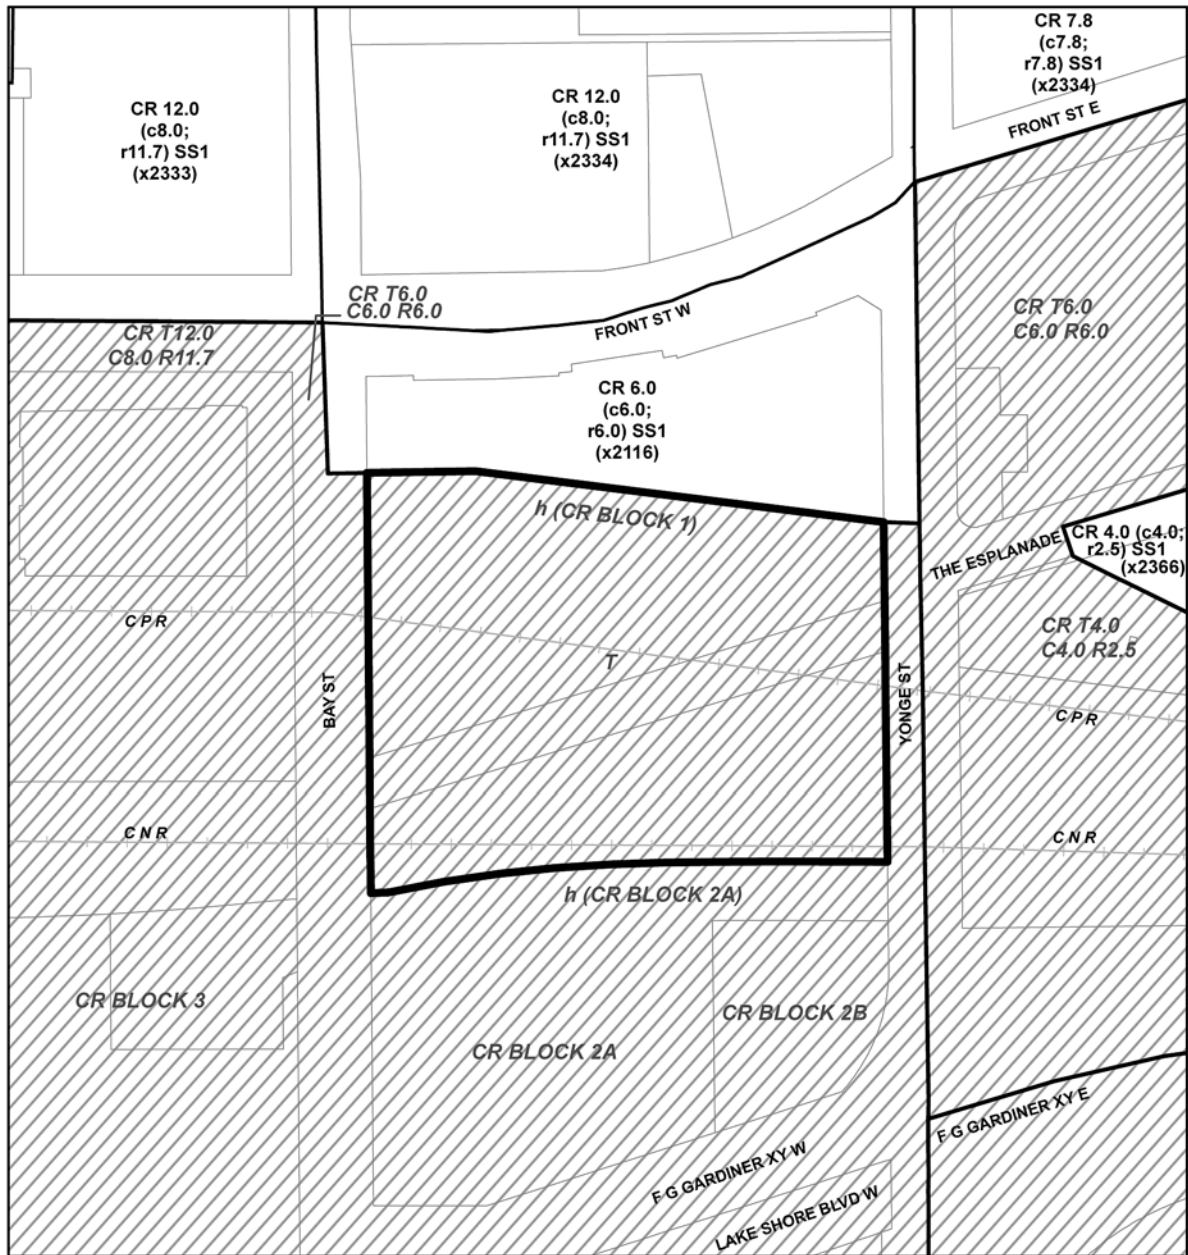 CR 7.8
(c7.8;
r7.8) SS1
(x2334)
CR 12.0
(c8.0;
r11.7) SS1
(x2333)
CR 12.0
(c8.0;
r11.7) SS1
(x2334)
FRONT ST E
CR T6.0
C6.0 R6.0
CR T12.0
C8.0 R11.7
FRONT ST W
CR T6.0
C6.0 R6.0
CR 6.0
(c6.0;
r6.0) SS1
(x2116)
h (CR BLOCK 1)
THE ESPLANADE
CR 4.0 (c4.0;
r2.5) SS1
(x2366)
CPR
CR T4.0
C4.0 R2.5
T
BAY ST
YONGE ST
CPR
CNR
CNR
h (CR BLOCK 2A)
CR BLOCK 3
CR BLOCK 2B
CR BLOCK 2A
F G GARDINER XY E
F G GARDINER XY W
LAKE SHORE BLVD W